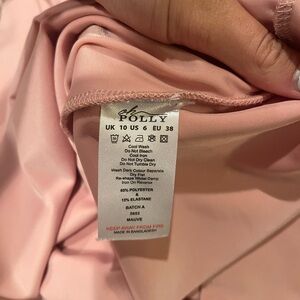 oh
POLLY
UK 10 US 6 EU 38
Cool Wash
Do Not Bleach
Cool Iron
Do Not Dry Clean
Do Not Tumble Dry
Wash Dark Colour Separate
Dry Flat
Re-shape Whilst Damp
Iron On Reverse
85% POLYESTER
& 
15% ELASTANE
BATCH A
MAUVE
KEEP AWAY FROM FIRE
MADE IN BANGLADESH